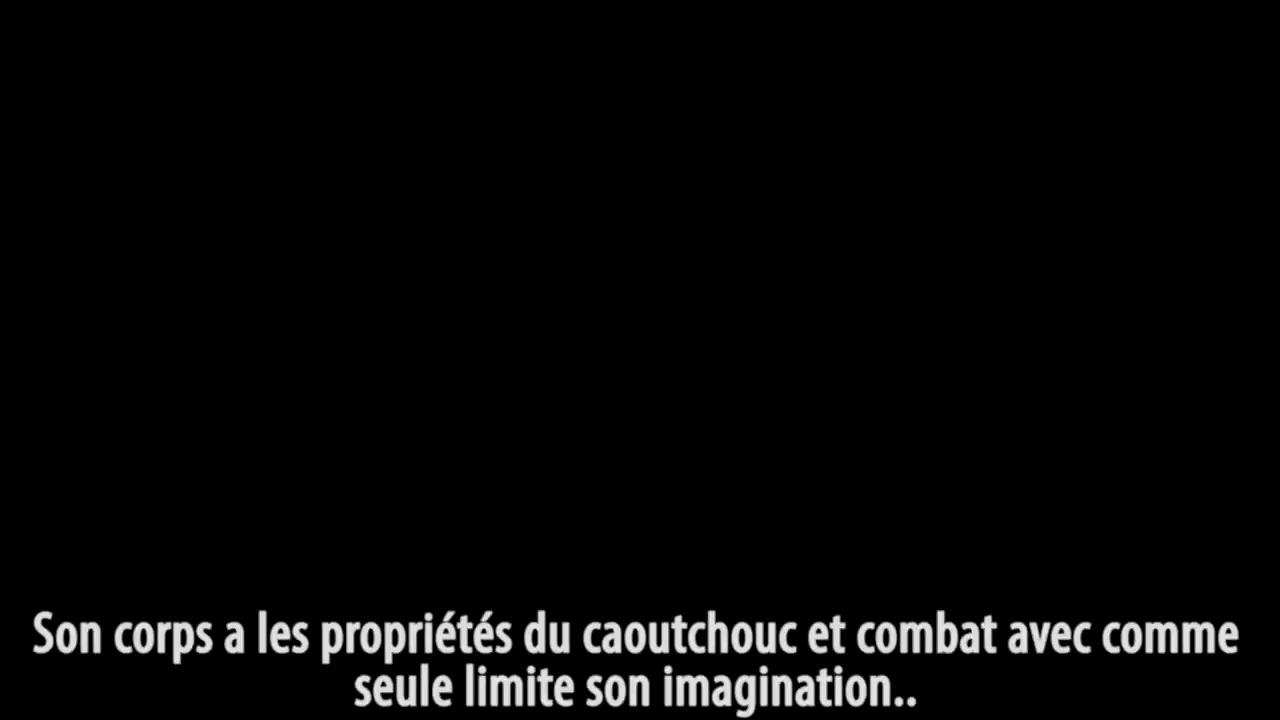 Son corps a les propriétés du caoutchouc et combat avec comme
seule limite son imagination..